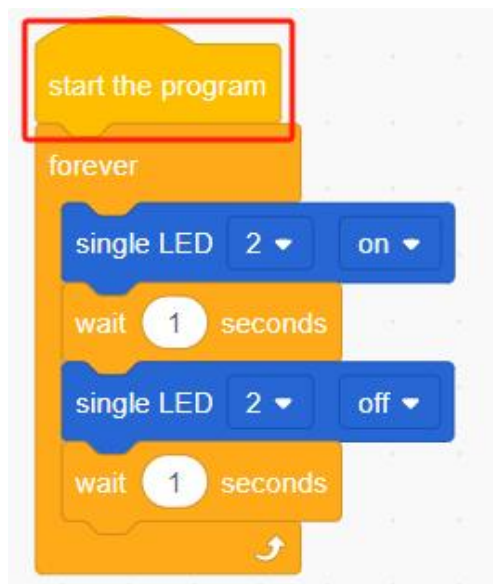 start the program
forever
single LED 2 on
wait 1 seconds
single LED 2 off
wait 1 seconds